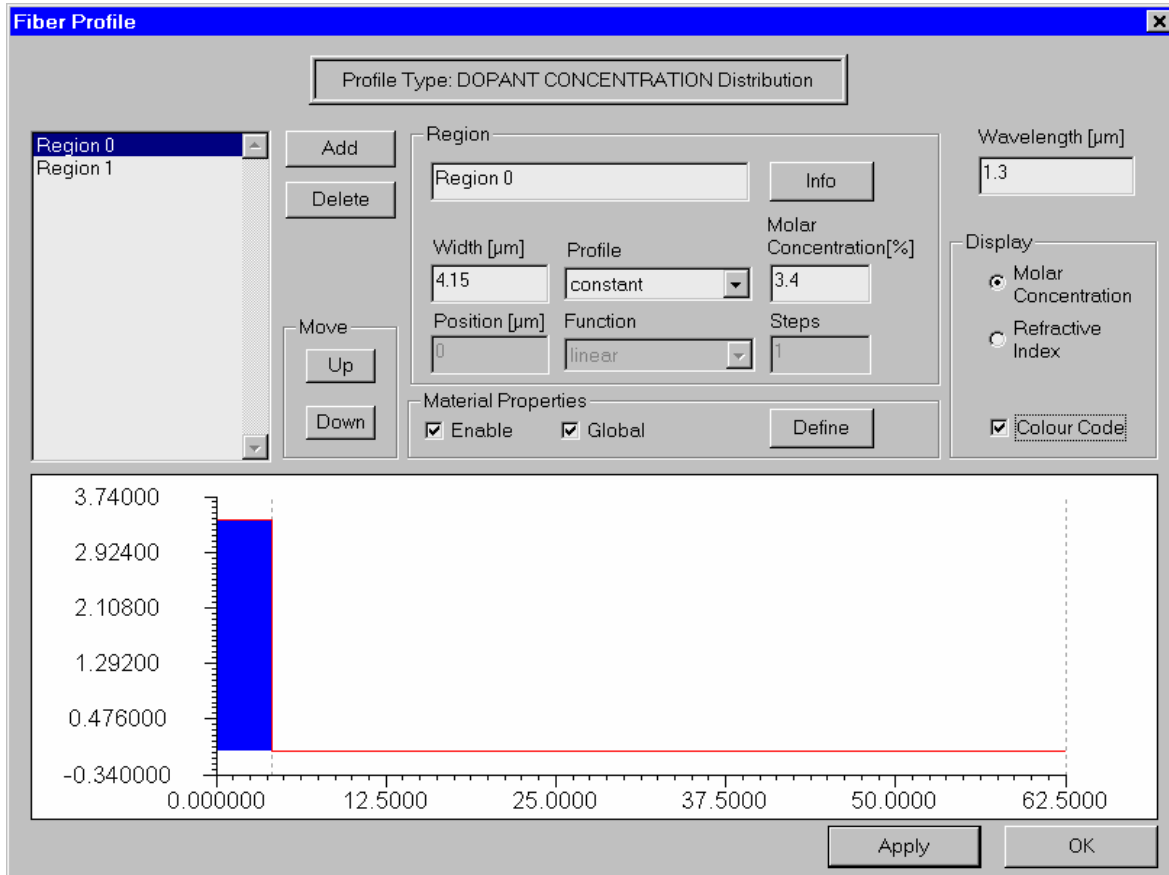 Fiber Profile
Profile Type: DOPANT CONCENTRATION Distribution
Region 0
Region 1
Add
Delete
Move
Up
Down
Region
Region 0
Info
Width [µm]
Profile
Molar
Concentration[%]
4.15
constant
3.4
Position [µm]
Function
Steps
0
linear
1
Material Properties
Enable
Global
Define
Wavelength [µm]
1.3
Display
Molar
Concentration
Refractive
Index
Colour Code
3.74000
2.92400
2.10800
1.29200
0.476000
-0.340000
0.000000
12.5000
25.0000
37.5000
50.0000
62.5000
Apply
OK